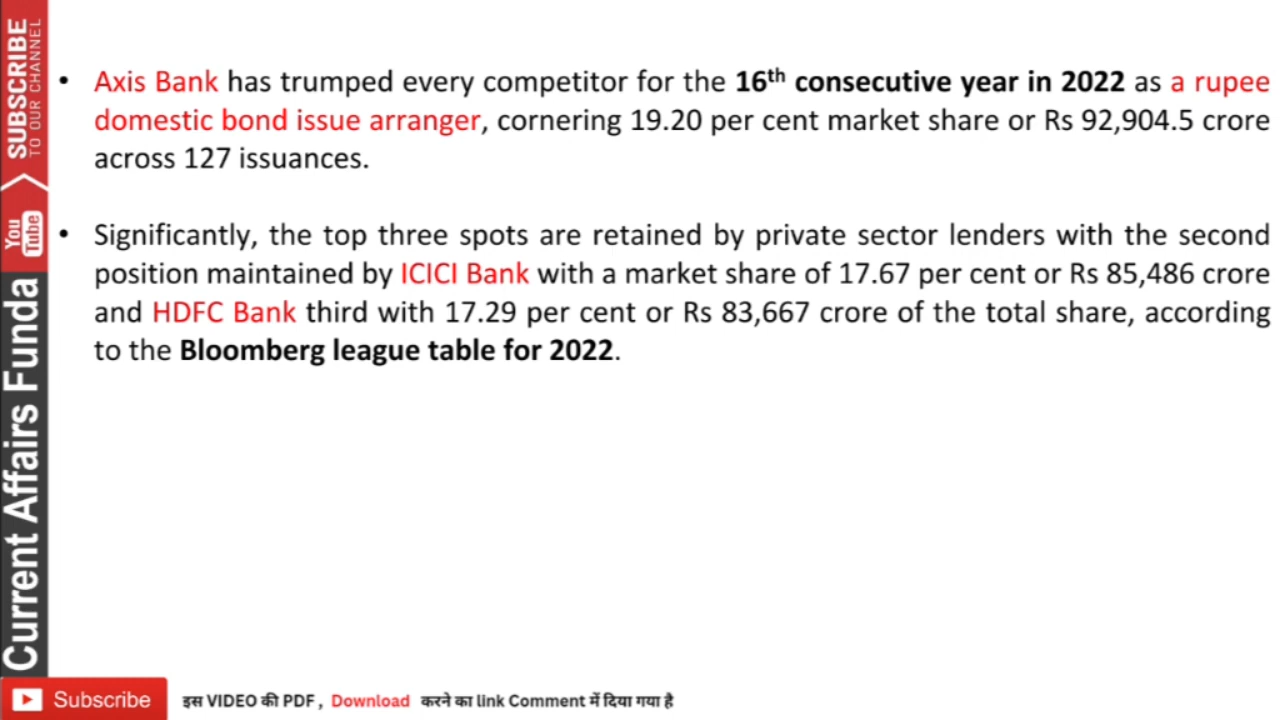 • Axis Bank has trumped every competitor for the 16th consecutive year in 2022 as a rupee
domestic bond issue arranger, cornering 19.20 per cent market share or Rs 92,904.5 crore
across 127 issuances.
• Significantly, the top three spots are retained by private sector lenders with the second
position maintained by ICICI Bank with a market share of 17.67 per cent or Rs 85,486 crore
and HDFC Bank third with 17.29 per cent or Rs 83,667 crore of the total share, according
to the Bloomberg league table for 2022.
SUBSCRIBE
TO OUR CHANNEL
You
Tube
Current Affairs Funda
Subscribe
इस VIDEO की PDF , Download करने का link Comment में दिया गया है